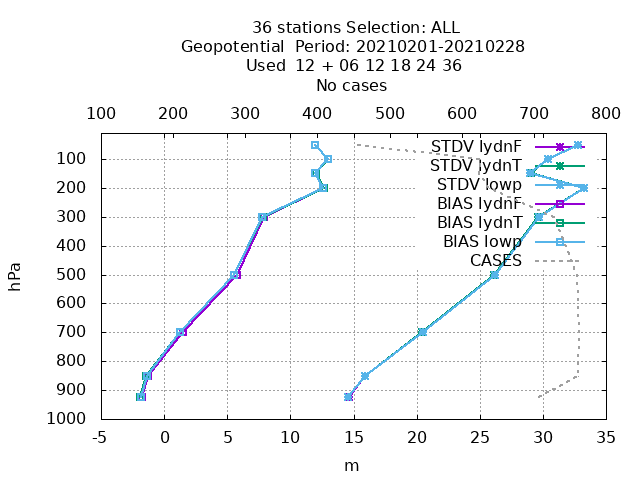 36 stations Selection: ALL
Geopotential  Period: 20210201-20210228
Used  12 + 06 12 18 24 36
No cases
100 200 300 400 500 600 700 800
STDV lydnF
STDV lydnT
STDV lowp
BIAS lydnF
BIAS lydnT
BIAS lowp
CASES
hPa
100
200
300
400
500
600
700
800
900
1000
-5 0 5 10 15 20 25 30 35
m